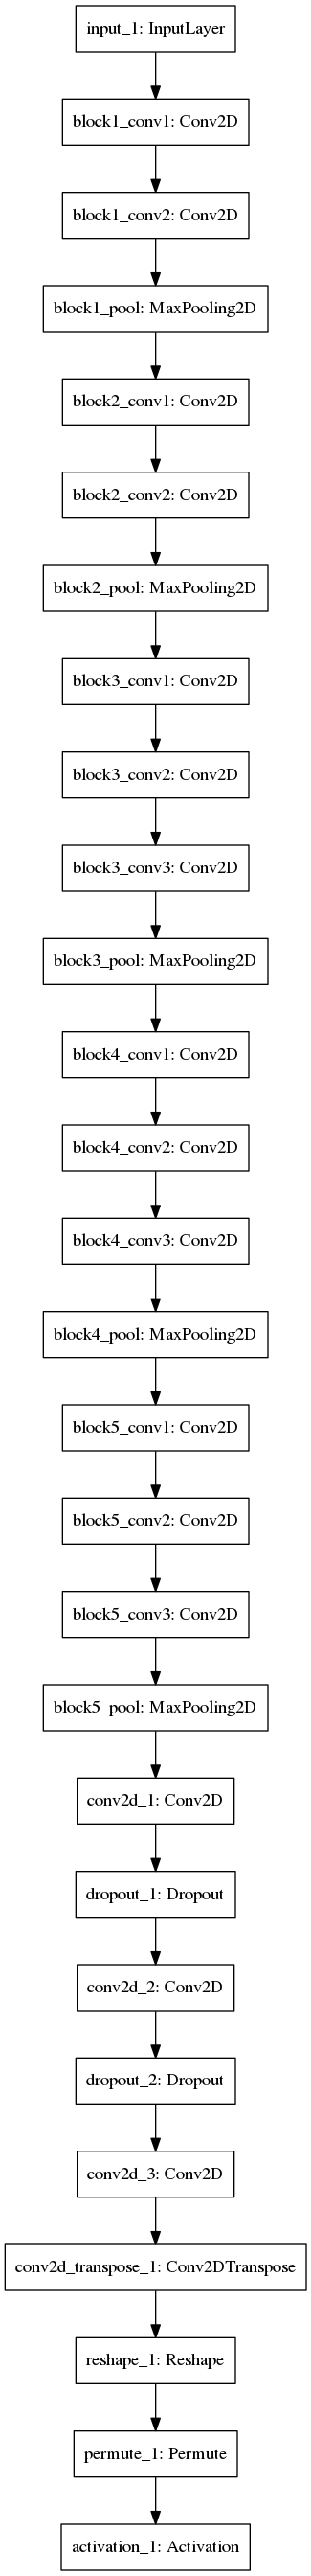 input_1: InputLayer
block1_conv1: Conv2D
block1_conv2: Conv2D
block1_pool: MaxPooling2D
block2_conv1: Conv2D
block2_conv2: Conv2D
block2_pool: MaxPooling2D
block3_conv1: Conv2D
block3_conv2: Conv2D
block3_conv3: Conv2D
block3_pool: MaxPooling2D
block4_conv1: Conv2D
block4_conv2: Conv2D
block4_conv3: Conv2D
block4_pool: MaxPooling2D
block5_conv1: Conv2D
block5_conv2: Conv2D
block5_conv3: Conv2D
block5_pool: MaxPooling2D
conv2d_1: Conv2D
dropout_1: Dropout
conv2d_2: Conv2D
dropout_2: Dropout
conv2d_3: Conv2D
conv2d_transpose_1: Conv2DTranspose
reshape_1: Reshape
permute_1: Permute
activation_1: Activation